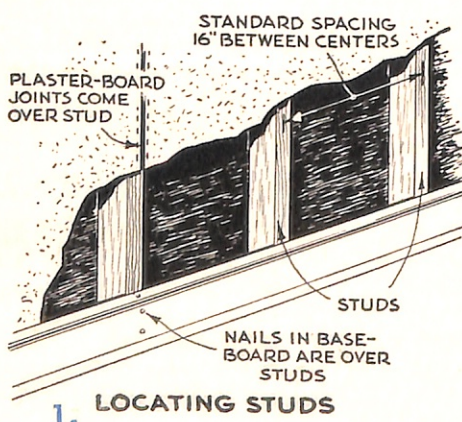 STANDARD SPACING
16" BETWEEN CENTERS
PLASTER-BOARD
JOINTS COME
OVER STUD
STUDS
NAILS IN BASE-
BOARD ARE OVER
STUDS
LOCATING STUDS
1.